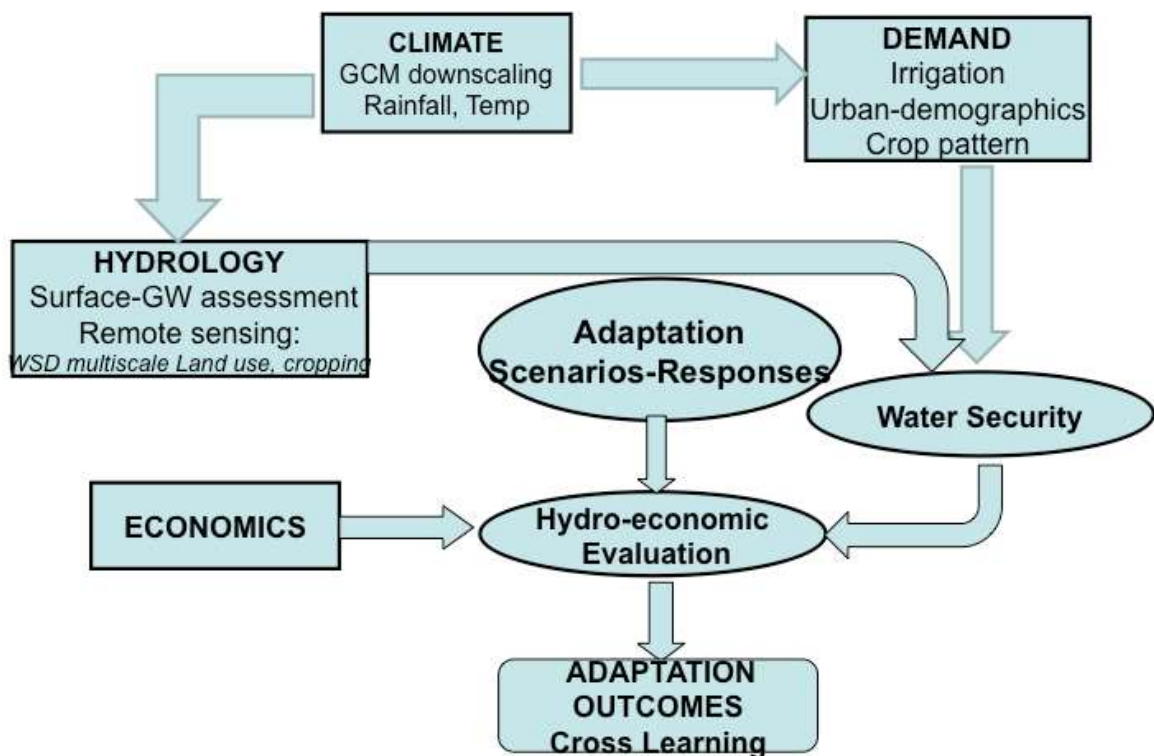 CLIMATE
GCM downscaling
Rainfall, Temp
DEMAND
Irrigation
Urban-demographics
Crop pattern
HYDROLOGY
Surface-GW assessment
Remote sensing:
WSD multiscale Land use, cropping
Adaptation
Scenarios-Responses
Water Security
ECONOMICS
Hydro-economic
Evaluation
ADAPTATION
OUTCOMES
Cross Learning